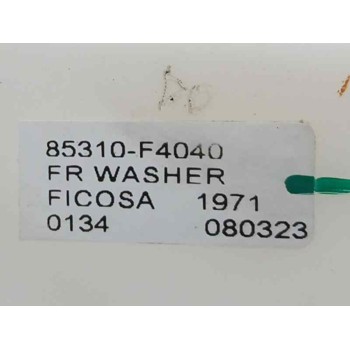 85310-F4040
FR WASHER
FICOSA 1971
0134 080323